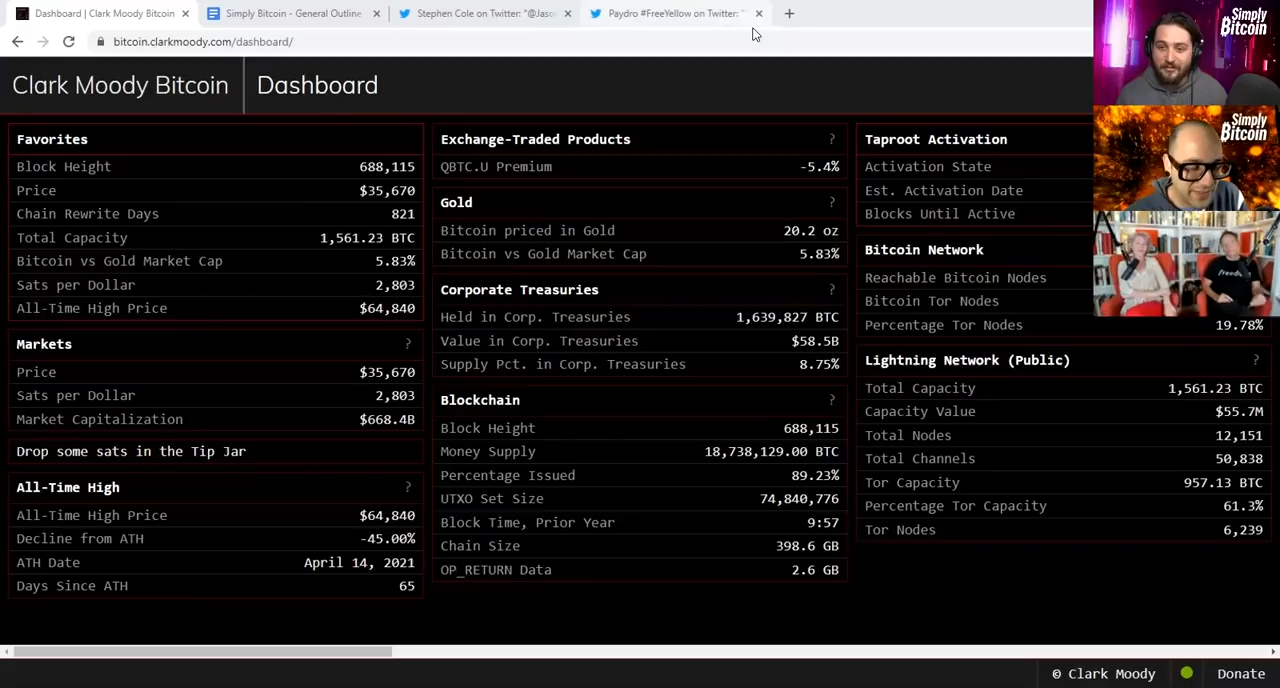 Dashboard | Clark Moody Bitcoin
Simply Bitcoin - General Outline
Stephen Cole on Twitter: "@Jaso
Paydro #FreeYellow on Twitter: "
bitcoin.clarkmoody.com/dashboard/
Clark Moody Bitcoin
Dashboard
Favorites
Block Height 688,115
Price $35,670
Chain Rewrite Days 821
Total Capacity 1,561.23 BTC
Bitcoin vs Gold Market Cap 5.83%
Sats per Dollar 2,803
All-Time High Price $64,840
Markets ?
Price $35,670
Sats per Dollar 2,803
Market Capitalization $668.4B
Drop some sats in the Tip Jar
All-Time High ?
All-Time High Price $64,840
Decline from ATH -45.00%
ATH Date April 14, 2021
Days Since ATH 65
Exchange-Traded Products ?
QBTC.U Premium -5.4%
Gold ?
Bitcoin priced in Gold 20.2 oz
Bitcoin vs Gold Market Cap 5.83%
Corporate Treasuries ?
Held in Corp. Treasuries 1,639,827 BTC
Value in Corp. Treasuries $58.5B
Supply Pct. in Corp. Treasuries 8.75%
Blockchain ?
Block Height 688,115
Money Supply 18,738,129.00 BTC
Percentage Issued 89.23%
UTXO Set Size 74,840,776
Block Time, Prior Year 9:57
Chain Size 398.6 GB
OP_RETURN Data 2.6 GB
Taproot Activation
Activation State
Est. Activation Date
Blocks Until Active
Bitcoin Network
Reachable Bitcoin Nodes
Bitcoin Tor Nodes
Percentage Tor Nodes 19.78%
Lightning Network (Public) ?
Total Capacity 1,561.23 BTC
Capacity Value $55.7M
Total Nodes 12,151
Total Channels 50,838
Tor Capacity 957.13 BTC
Percentage Tor Capacity 61.3%
Tor Nodes 6,239
Simply
Bitcoin
Simply
Bitcoin
© Clark Moody
Donate